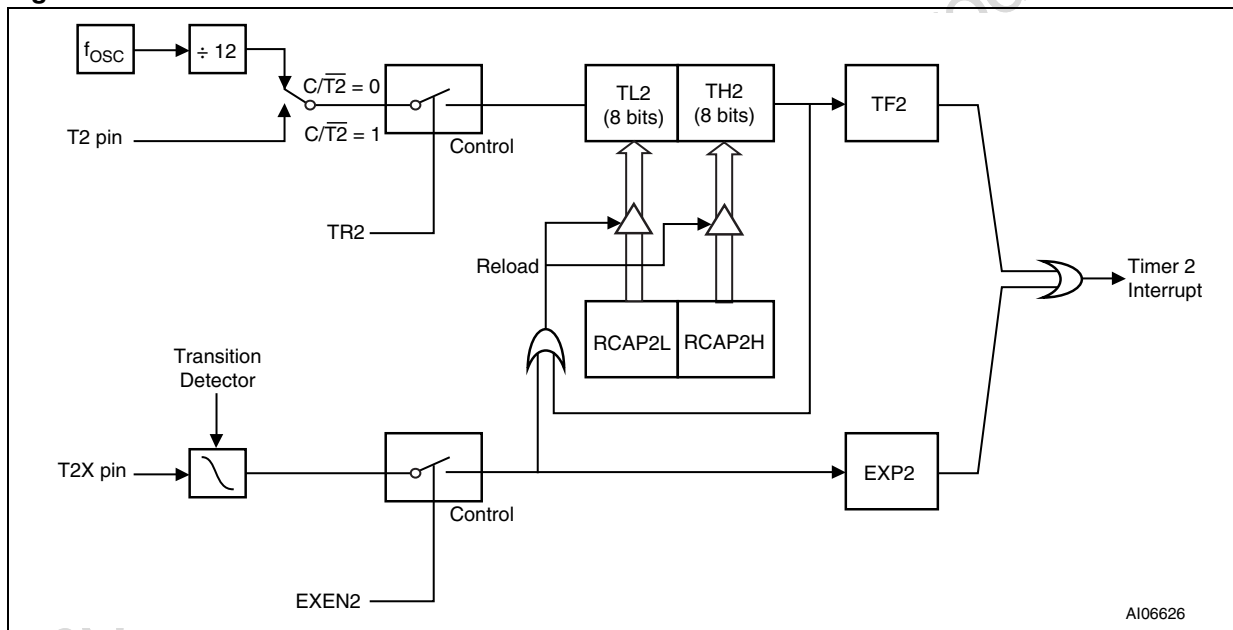 fOSC
÷ 12
C/T2 = 0
T2 pin
C/T2 = 1
Control
TR2
TL2
(8 bits)
TH2
(8 bits)
TF2
Reload
RCAP2L
RCAP2H
Timer 2
Interrupt
Transition
Detector
T2X pin
Control
EXP2
EXEN2
AI06626